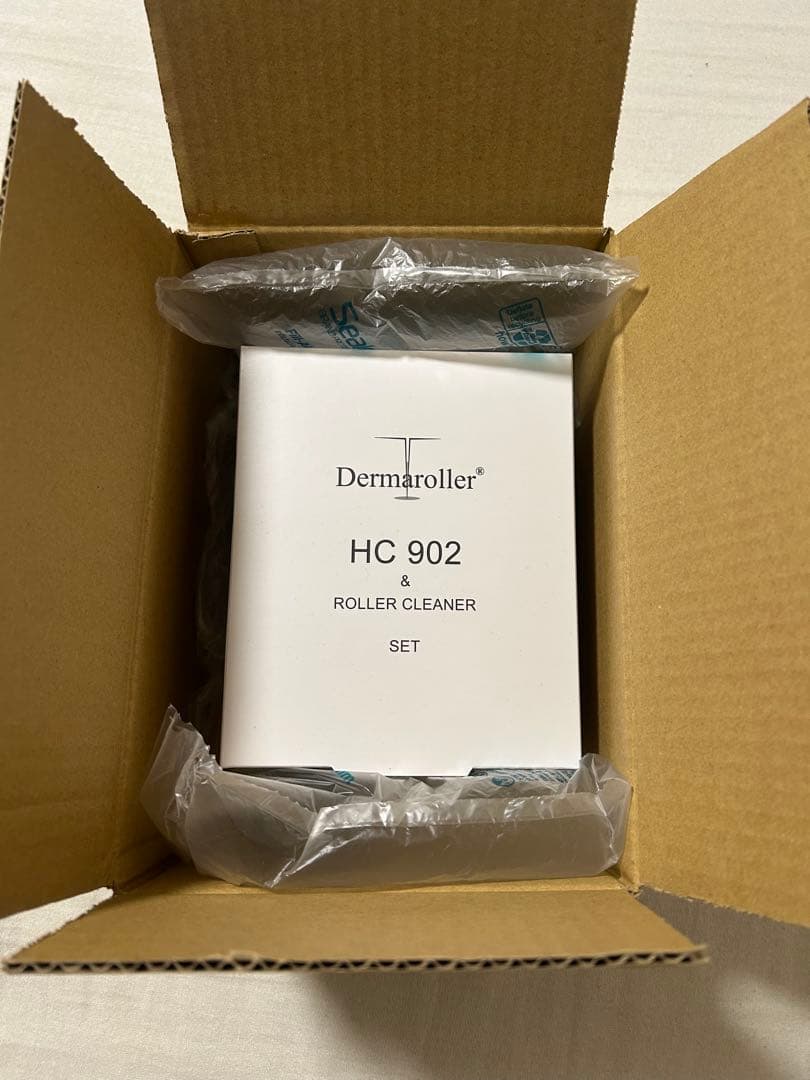 Dermaroller®
HC 902
&
ROLLER CLEANER
SET